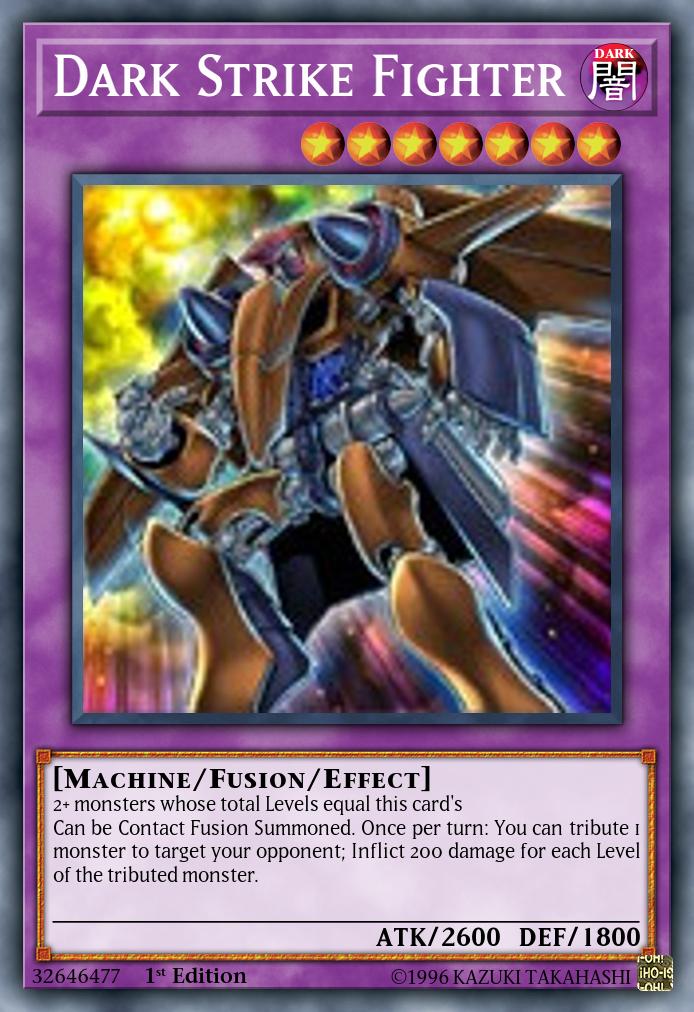 Dark Strike Fighter
DARK
闇
[Machine/Fusion/Effect]
2+ monsters whose total Levels equal this card's
Can be Contact Fusion Summoned. Once per turn: You can tribute 1
monster to target your opponent; Inflict 200 damage for each Level
of the tributed monster.
ATK/2600 DEF/1800
32646477 1st Edition ©1996 KAZUKI TAKAHASHI